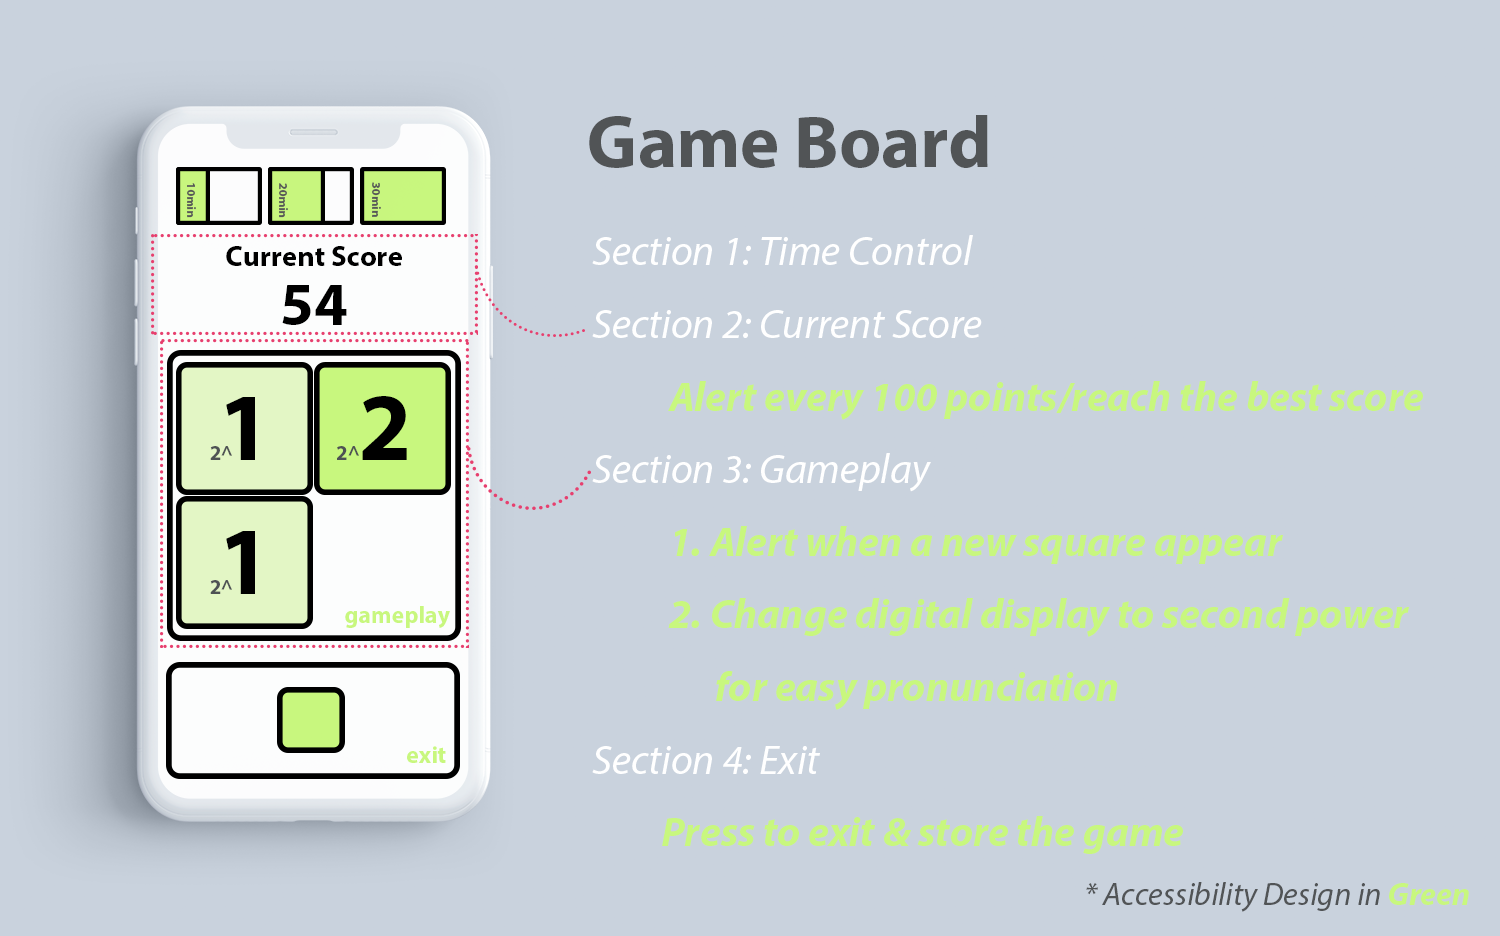 10min
20min
30min
Current Score
54
2^1
2^2
2^1
gameplay
exit
Game Board
Section 1: Time Control
Section 2: Current Score
Alert every 100 points/reach the best score
Section 3: Gameplay
1. Alert when a new square appear
2. Change digital display to second power
for easy pronunciation
Section 4: Exit
Press to exit & store the game
* Accessibility Design in Green